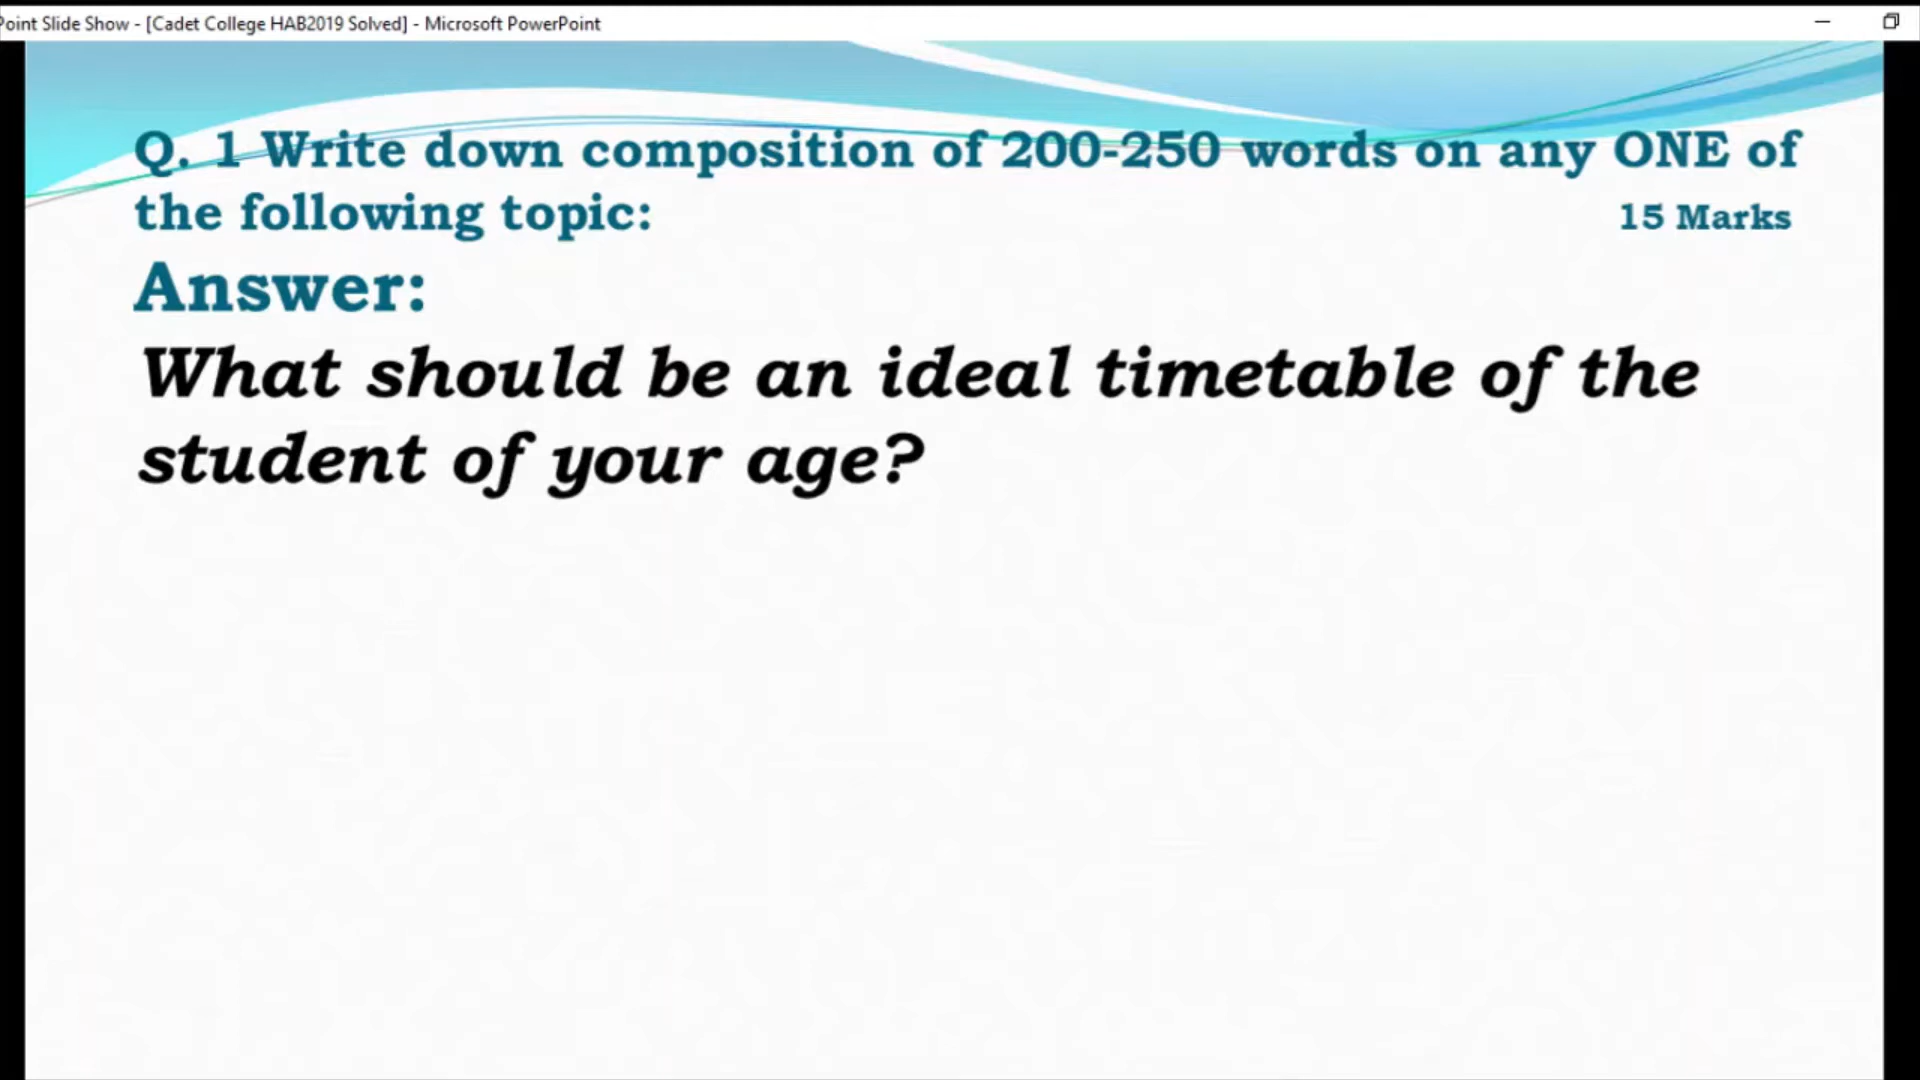 Point Slide Show - [Cadet College HAB2019 Solved] - Microsoft PowerPoint
Q. 1 Write down composition of 200-250 words on any ONE of
the following topic: 15 Marks
Answer:
What should be an ideal timetable of the
student of your age?